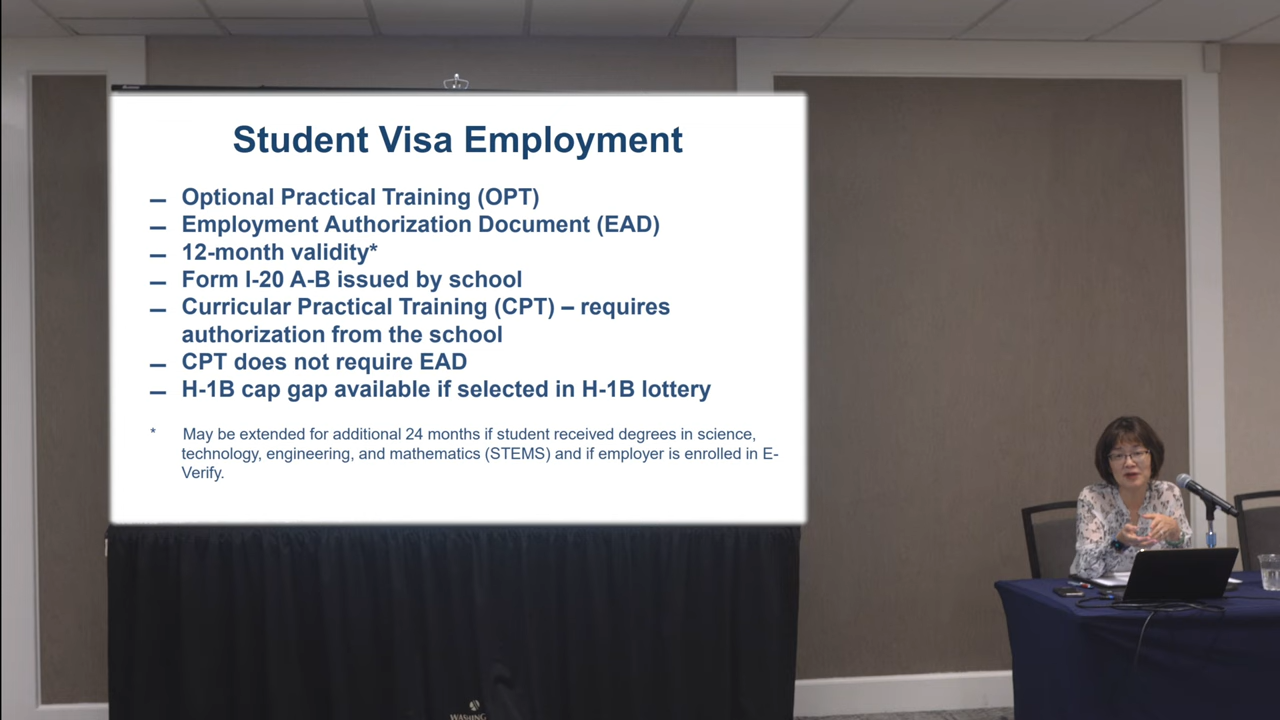 Student Visa Employment
– Optional Practical Training (OPT)
– Employment Authorization Document (EAD)
– 12-month validity*
– Form I-20 A-B issued by school
– Curricular Practical Training (CPT) – requires
authorization from the school
– CPT does not require EAD
– H-1B cap gap available if selected in H-1B lottery
* May be extended for additional 24 months if student received degrees in science,
technology, engineering, and mathematics (STEMS) and if employer is enrolled in E-
Verify.